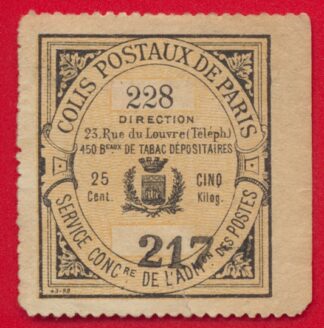 COLIS POSTAUX DE PARIS
228
DIRECTION
23. Rue du Louvre (Téléph)
450 Beaux DE TABAC DÉPOSITAIRES
25 CINQ
Cent. Kilog.
217
SERVICE CONCRE DE L'ADMON DES POSTES